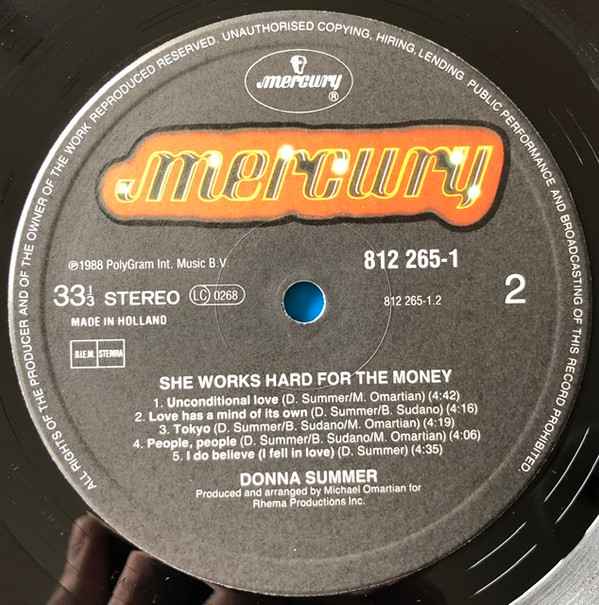 ALL RIGHTS OF THE PRODUCER AND OF THE OWNER OF THE WORK REPRODUCED RESERVED. UNAUTHORISED COPYING, HIRING, LENDING, PUBLIC PERFORMANCE AND BROADCASTING OF THIS RECORD PROHIBITED
mercury
®
mercury
℗1988 PolyGram Int. Music B.V.
812 265-1
33 1/3 STEREO LC 0268
812 265-1.2
2
MADE IN HOLLAND
B.I.E.M. STEMRA
SHE WORKS HARD FOR THE MONEY
1. Unconditional love (D. Summer/M. Omartian) (4:42)
2. Love has a mind of its own (D. Summer/B. Sudano) (4:16)
3. Tokyo (D. Summer/B. Sudano/M. Omartian) (4:19)
4. People, people (D. Summer/B. Sudano/M. Omartian) (4:06)
5. I do believe (I fell in love) (D. Summer) (4:35)
DONNA SUMMER
Produced and arranged by Michael Omartian for
Rhema Productions Inc.